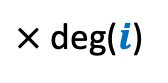 × deg(i)